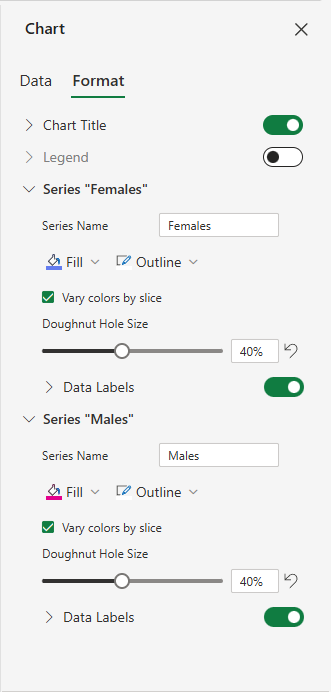 Chart
Data Format
Chart Title
Legend
Series "Females"
Series Name Females
Fill Outline
Vary colors by slice
Doughnut Hole Size
40%
Data Labels
Series "Males"
Series Name Males
Fill Outline
Vary colors by slice
Doughnut Hole Size
40%
Data Labels